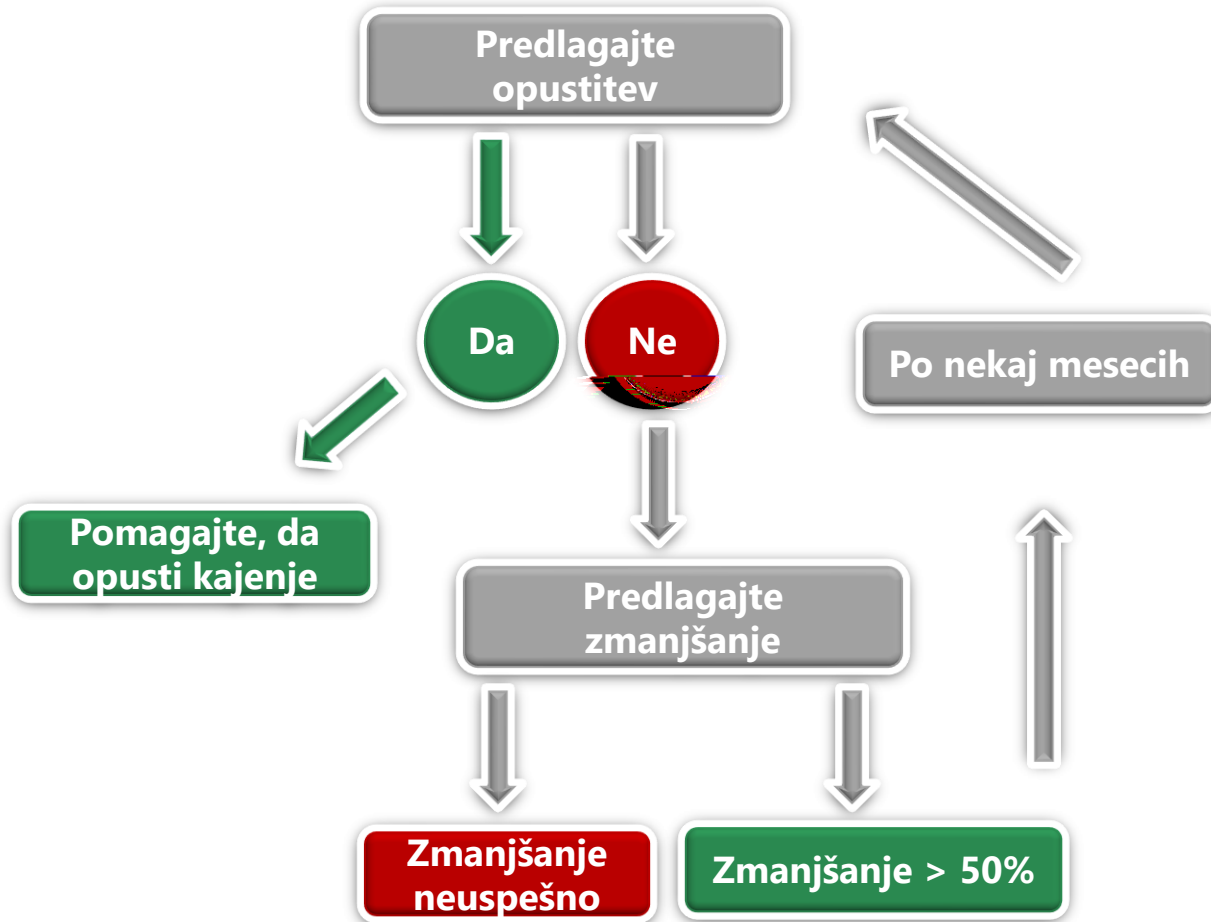 Predlagajte
opustitev
Da
Ne
Po nekaj mesecih
Pomagajte, da
opusti kajenje
Predlagajte
zmanjšanje
Zmanjšanje
neuspešno
Zmanjšanje > 50%